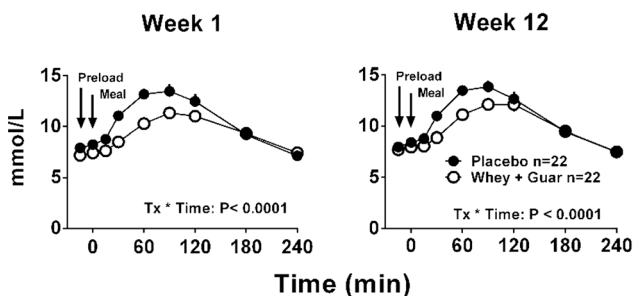 Week 1
Week 12
mmol/L
15
10
5
0
Preload
Meal
Tx * Time: P< 0.0001
0 60 120 180 240
15
10
5
0
Preload
Meal
Placebo n=22
Whey + Guar n=22
Tx * Time: P < 0.0001
0 60 120 180 240
Time (min)